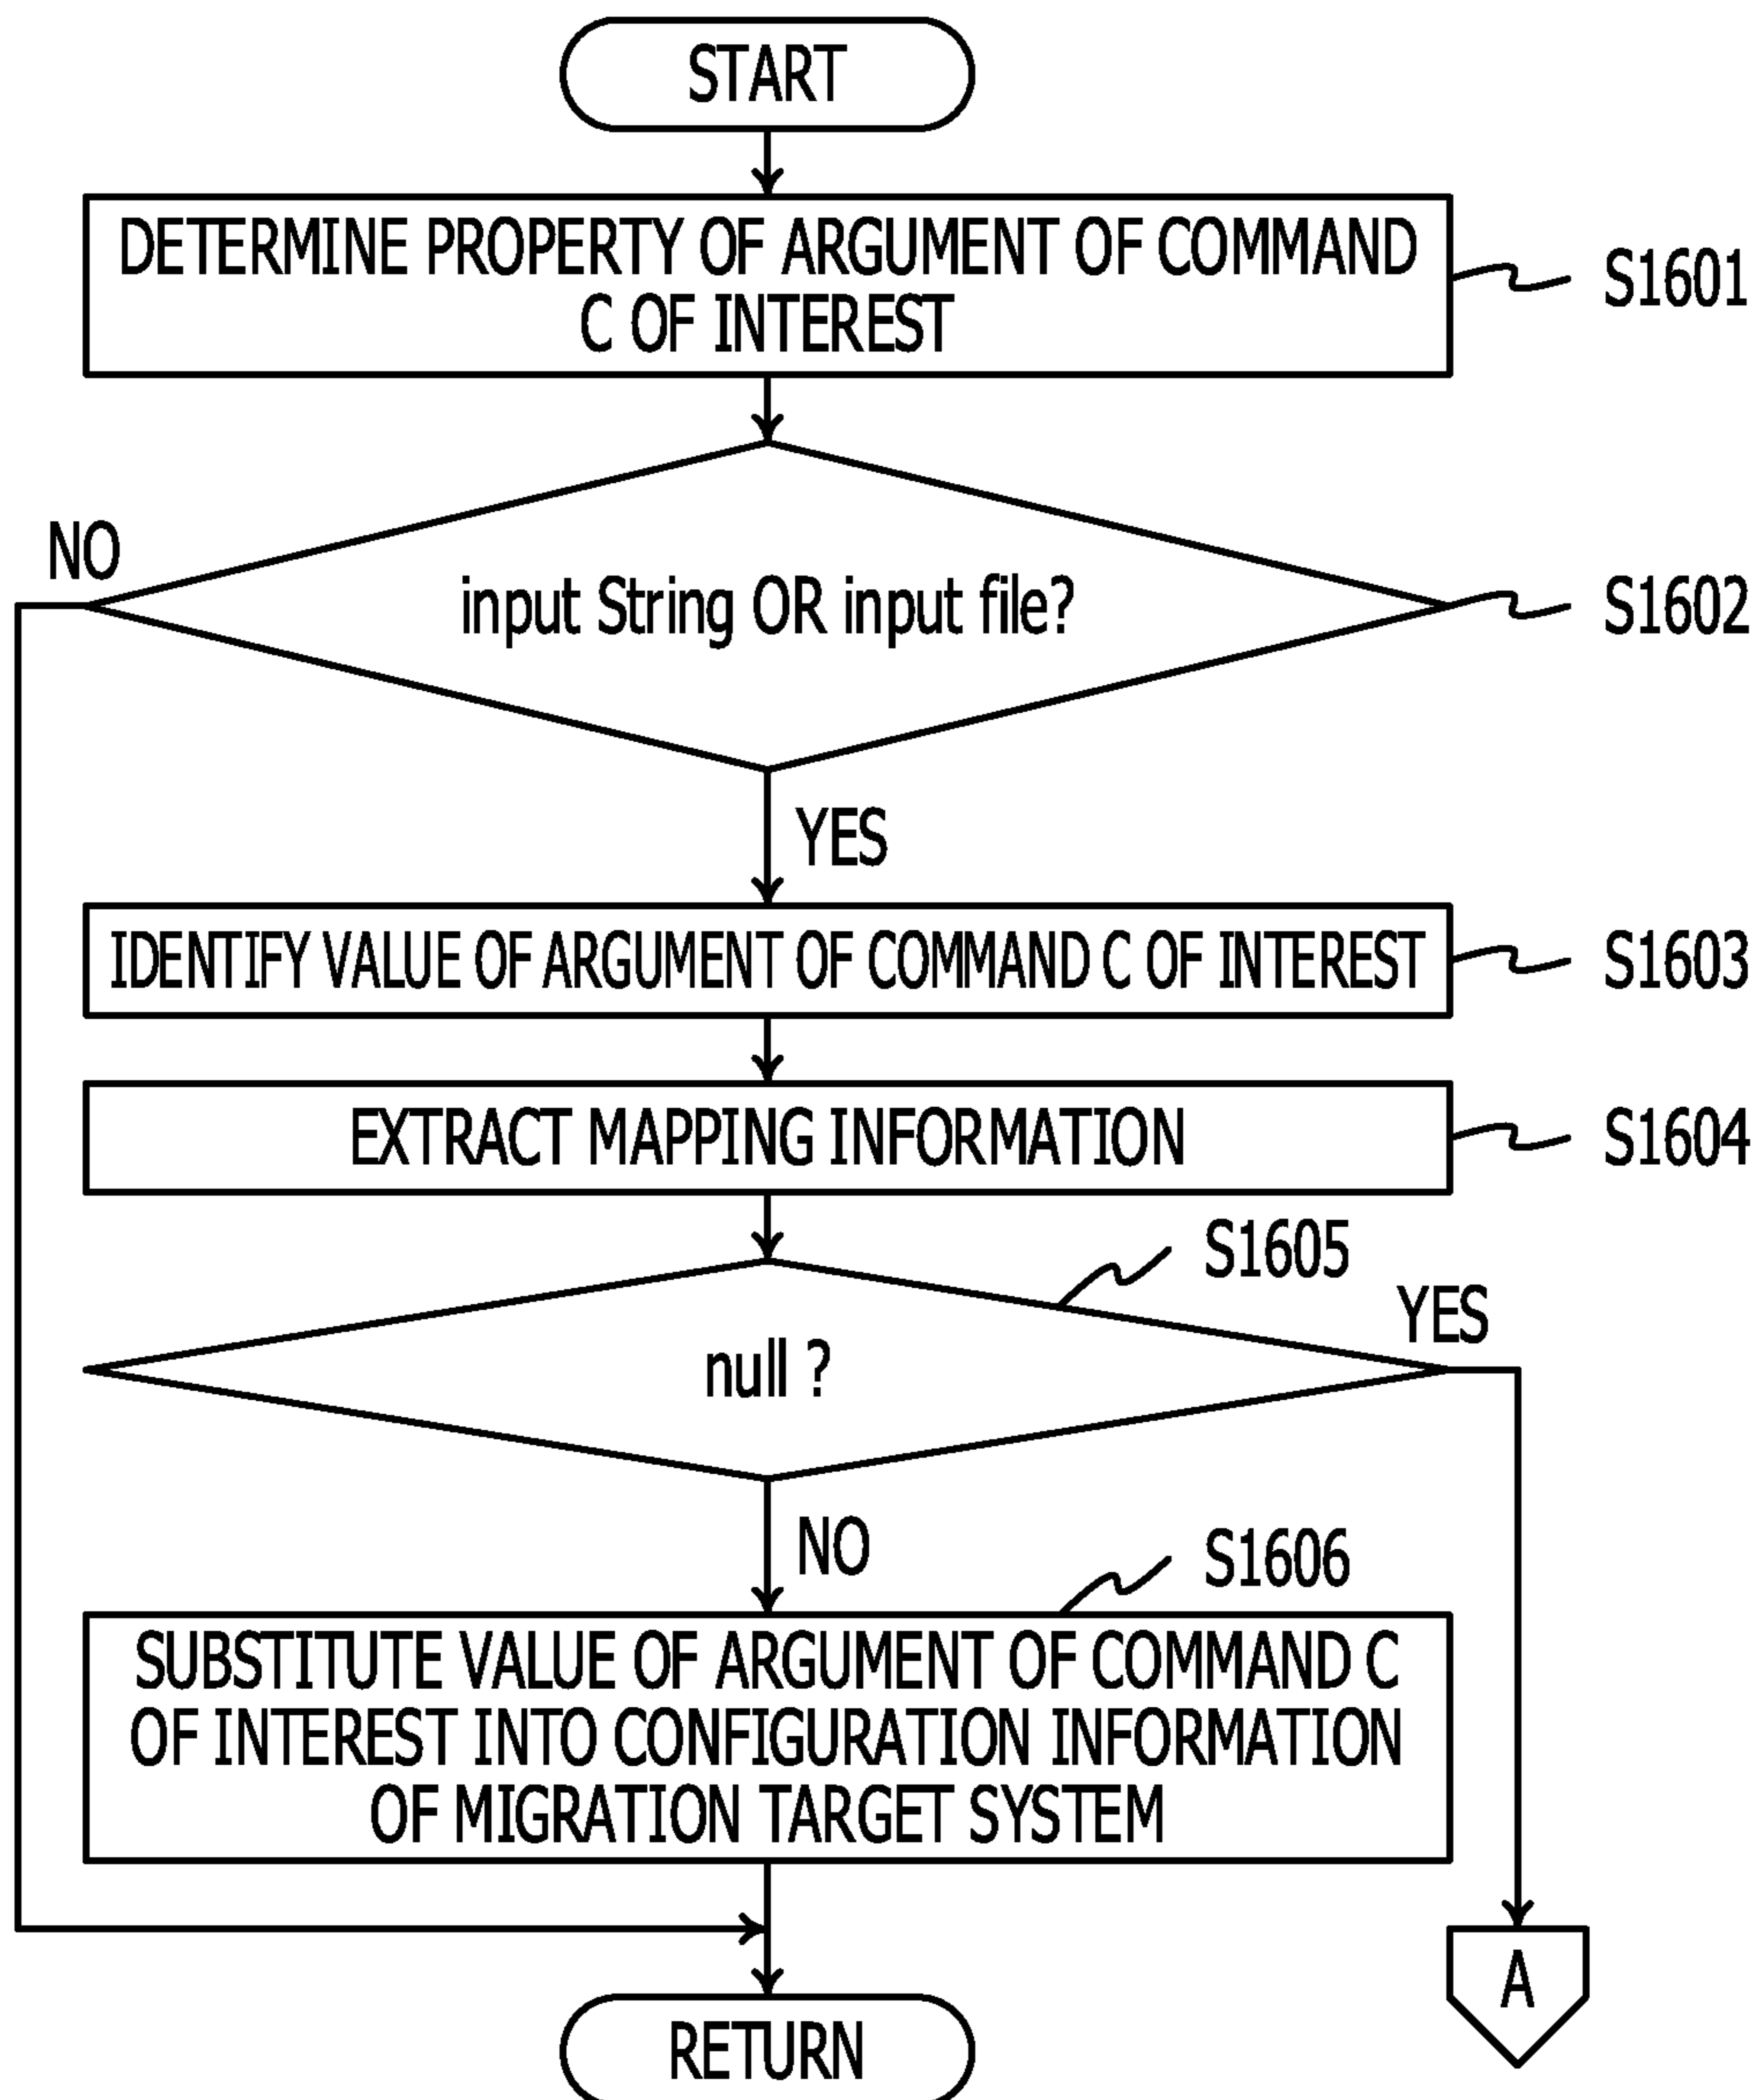 START
DETERMINE PROPERTY OF ARGUMENT OF COMMAND
C OF INTEREST
S1601
NO
input String OR input file?
S1602
YES
IDENTIFY VALUE OF ARGUMENT OF COMMAND C OF INTEREST
S1603
EXTRACT MAPPING INFORMATION
S1604
S1605
YES
null ?
NO
S1606
SUBSTITUTE VALUE OF ARGUMENT OF COMMAND C
OF INTEREST INTO CONFIGURATION INFORMATION
OF MIGRATION TARGET SYSTEM
A
RETURN